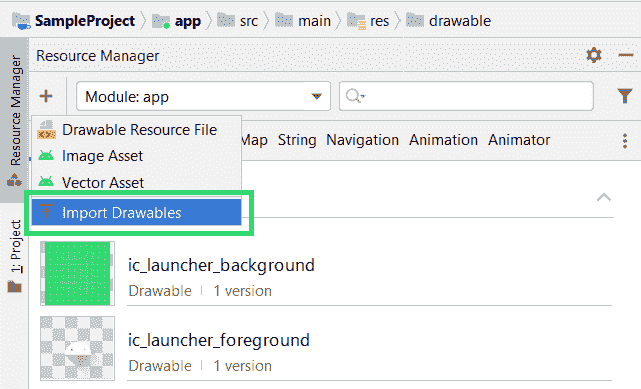 SampleProject app src main res drawable
Resource Manager
Resource Manager
Module: app
Drawable Resource File
Map String Navigation Animation Animator
Image Asset
Vector Asset
Import Drawables
1: Project
ic_launcher_background
Drawable | 1 version
ic_launcher_foreground
Drawable | 1 version